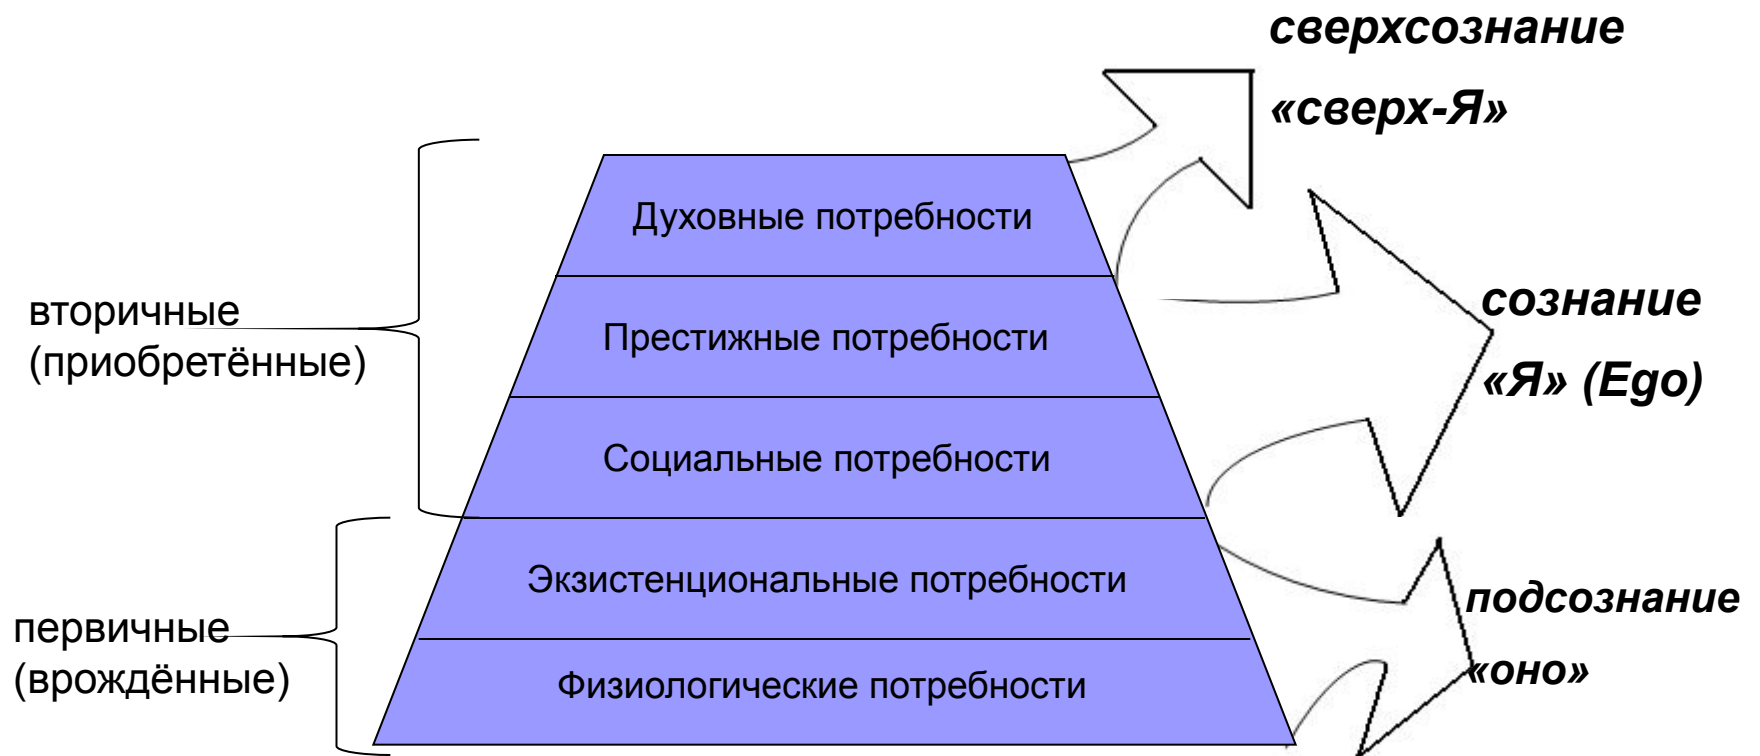 сверхсознание
«сверх-Я»
Духовные потребности
вторичные
(приобретённые)
Престижные потребности
сознание
«Я» (Ego)
Социальные потребности
Экзистенциональные потребности
первичные
(врождённые)
Физиологические потребности
подсознание
«оно»